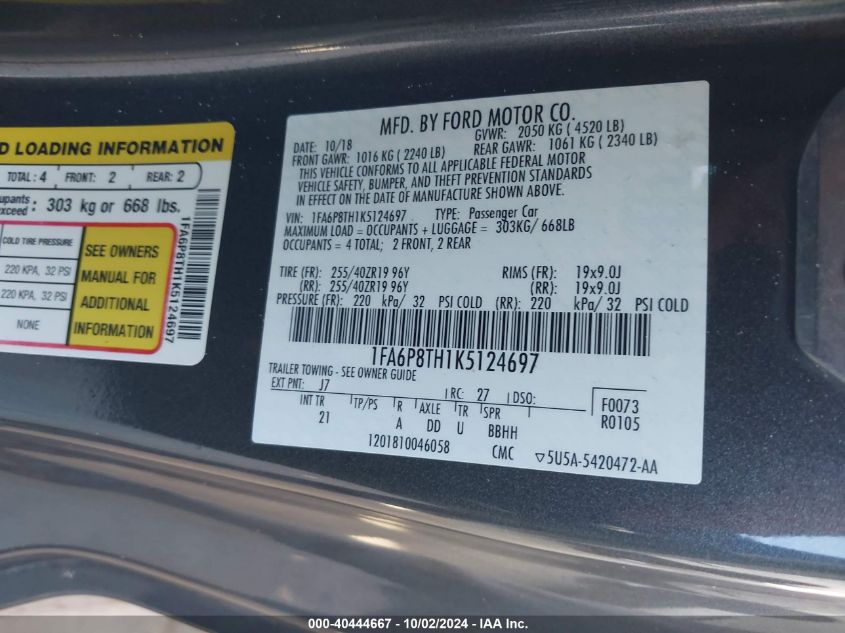 D LOADING INFORMATION
TOTAL: 4 FRONT: 2 REAR: 2
upants
exceed: 303 kg or 668 lbs.
COLD TIRE PRESSURE
220 KPA, 32 PSI
220 KPA, 32 PSI
NONE
SEE OWNERS
MANUAL FOR
ADDITIONAL
INFORMATION
1FA6P8TH1K5124697
MFD. BY FORD MOTOR CO.
DATE: 10/18 GVWR: 2050 KG ( 4520 LB)
FRONT GAWR: 1016 KG ( 2240 LB) REAR GAWR: 1061 KG ( 2340 LB)
THIS VEHICLE CONFORMS TO ALL APPLICABLE FEDERAL MOTOR
VEHICLE SAFETY, BUMPER, AND THEFT PREVENTION STANDARDS
IN EFFECT ON THE DATE OF MANUFACTURE SHOWN ABOVE.
VIN: 1FA6P8TH1K5124697 TYPE: Passenger Car
MAXIMUM LOAD = OCCUPANTS + LUGGAGE = 303KG/ 668LB
OCCUPANTS = 4 TOTAL; 2 FRONT, 2 REAR
TIRE (FR): 255/40ZR19 96Y RIMS (FR): 19x9.0J
(RR): 255/40ZR19 96Y (RR): 19x9.0J
PRESSURE (FR): 220 kPa/ 32 PSI COLD (RR): 220 kPa/ 32 PSI COLD
1FA6P8TH1K5124697
TRAILER TOWING - SEE OWNER GUIDE
EXT PNT: J7 RC: 27 DSO:
INT TR TP/PS R AXLE TR SPR
21 A DD U BBHH
F0073
R0105
1201810046058 CMC ▽5U5A-5420472-AA
000-40444667 - 10/02/2024 - IAA Inc.